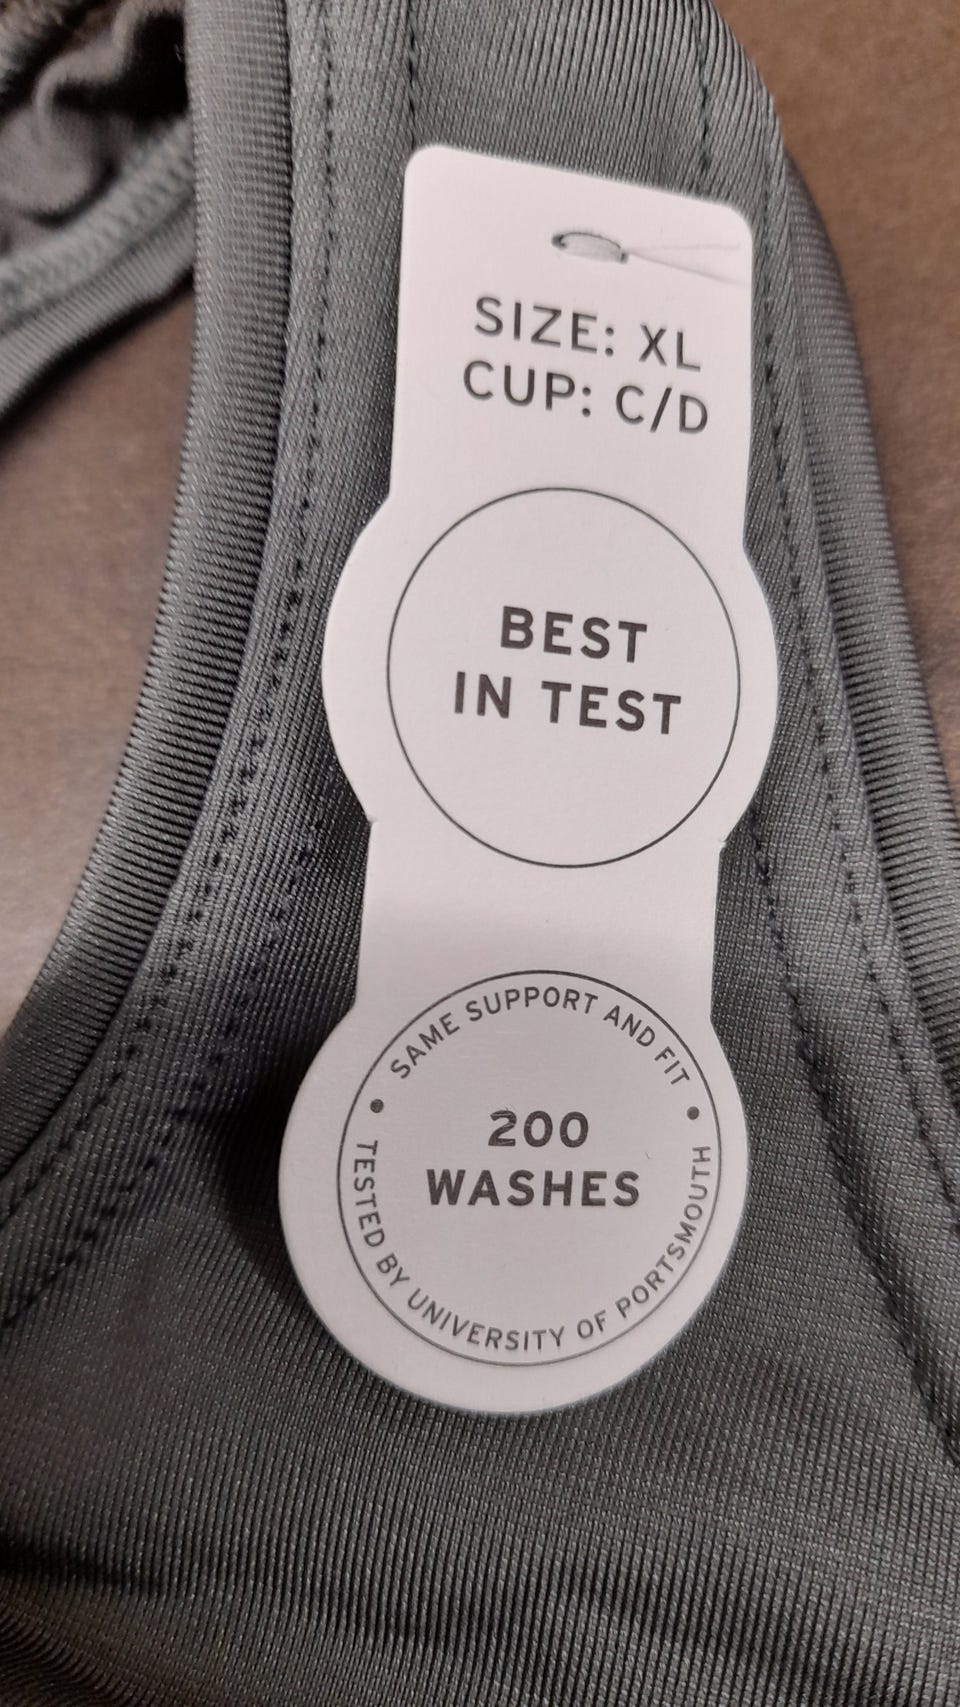 SIZE: XL
CUP: C/D
BEST
IN TEST
SAME SUPPORT AND FIT
200
WASHES
TESTED BY UNIVERSITY OF PORTSMOUTH